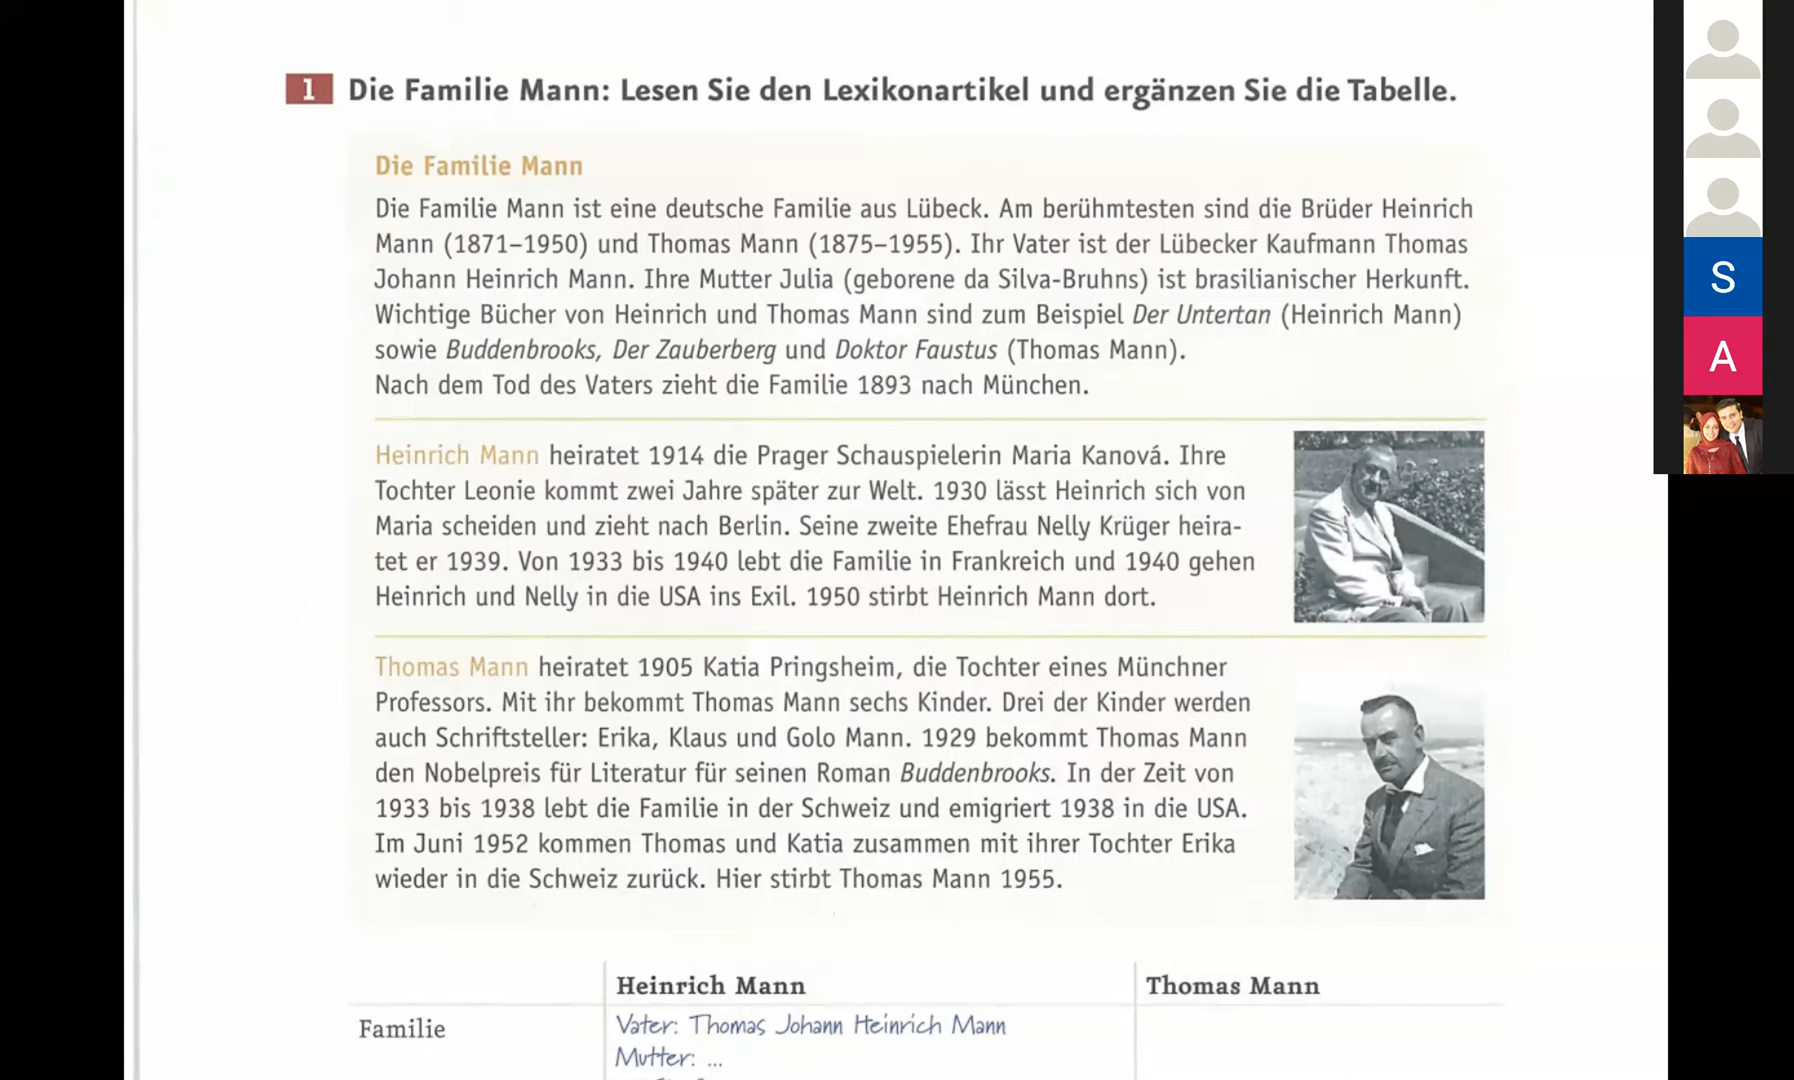 1 Die Familie Mann: Lesen Sie den Lexikonartikel und ergänzen Sie die Tabelle.
Die Familie Mann
Die Familie Mann ist eine deutsche Familie aus Lübeck. Am berühmtesten sind die Brüder Heinrich
Mann (1871–1950) und Thomas Mann (1875–1955). Ihr Vater ist der Lübecker Kaufmann Thomas
Johann Heinrich Mann. Ihre Mutter Julia (geborene da Silva-Bruhns) ist brasilianischer Herkunft.
Wichtige Bücher von Heinrich und Thomas Mann sind zum Beispiel Der Untertan (Heinrich Mann)
sowie Buddenbrooks, Der Zauberberg und Doktor Faustus (Thomas Mann).
Nach dem Tod des Vaters zieht die Familie 1893 nach München.
Heinrich Mann heiratet 1914 die Prager Schauspielerin Maria Kanová. Ihre
Tochter Leonie kommt zwei Jahre später zur Welt. 1930 lässt Heinrich sich von
Maria scheiden und zieht nach Berlin. Seine zweite Ehefrau Nelly Krüger heira-
tet er 1939. Von 1933 bis 1940 lebt die Familie in Frankreich und 1940 gehen
Heinrich und Nelly in die USA ins Exil. 1950 stirbt Heinrich Mann dort.
Thomas Mann heiratet 1905 Katia Pringsheim, die Tochter eines Münchner
Professors. Mit ihr bekommt Thomas Mann sechs Kinder. Drei der Kinder werden
auch Schriftsteller: Erika, Klaus und Golo Mann. 1929 bekommt Thomas Mann
den Nobelpreis für Literatur für seinen Roman Buddenbrooks. In der Zeit von
1933 bis 1938 lebt die Familie in der Schweiz und emigriert 1938 in die USA.
Im Juni 1952 kommen Thomas und Katia zusammen mit ihrer Tochter Erika
wieder in die Schweiz zurück. Hier stirbt Thomas Mann 1955.
Heinrich Mann
Thomas Mann
Familie
Vater: Thomas Johann Heinrich Mann
Mutter: ...
S
A